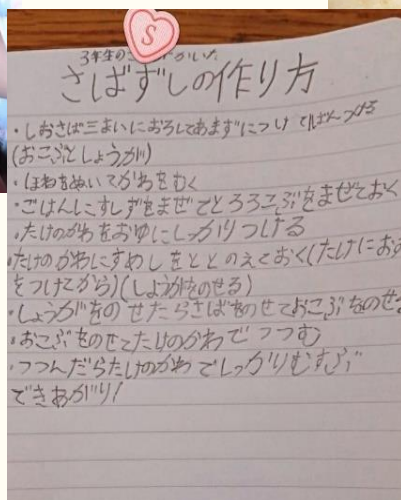 3年生の
S
さばずしの作り方
・しおさば三まいにおろしてあまずにつけ
(おこぶとしょうが)
・ほねをぬいてかわをむく
・ごはんにすしずをまぜてとろろこぶをまぜておく
・たけのかわをおゆにしっかりつける
・たけのかわにすめしをととのえておく(たけにおす
をつけてから)(しょうがをのせる)
・しょうがをのせたらさばをのせておこぶをのせ
・おこぶをのせてたけのかわでつつむ
・つつんだらたけのかわでしっかりむすぶ
できあがり!